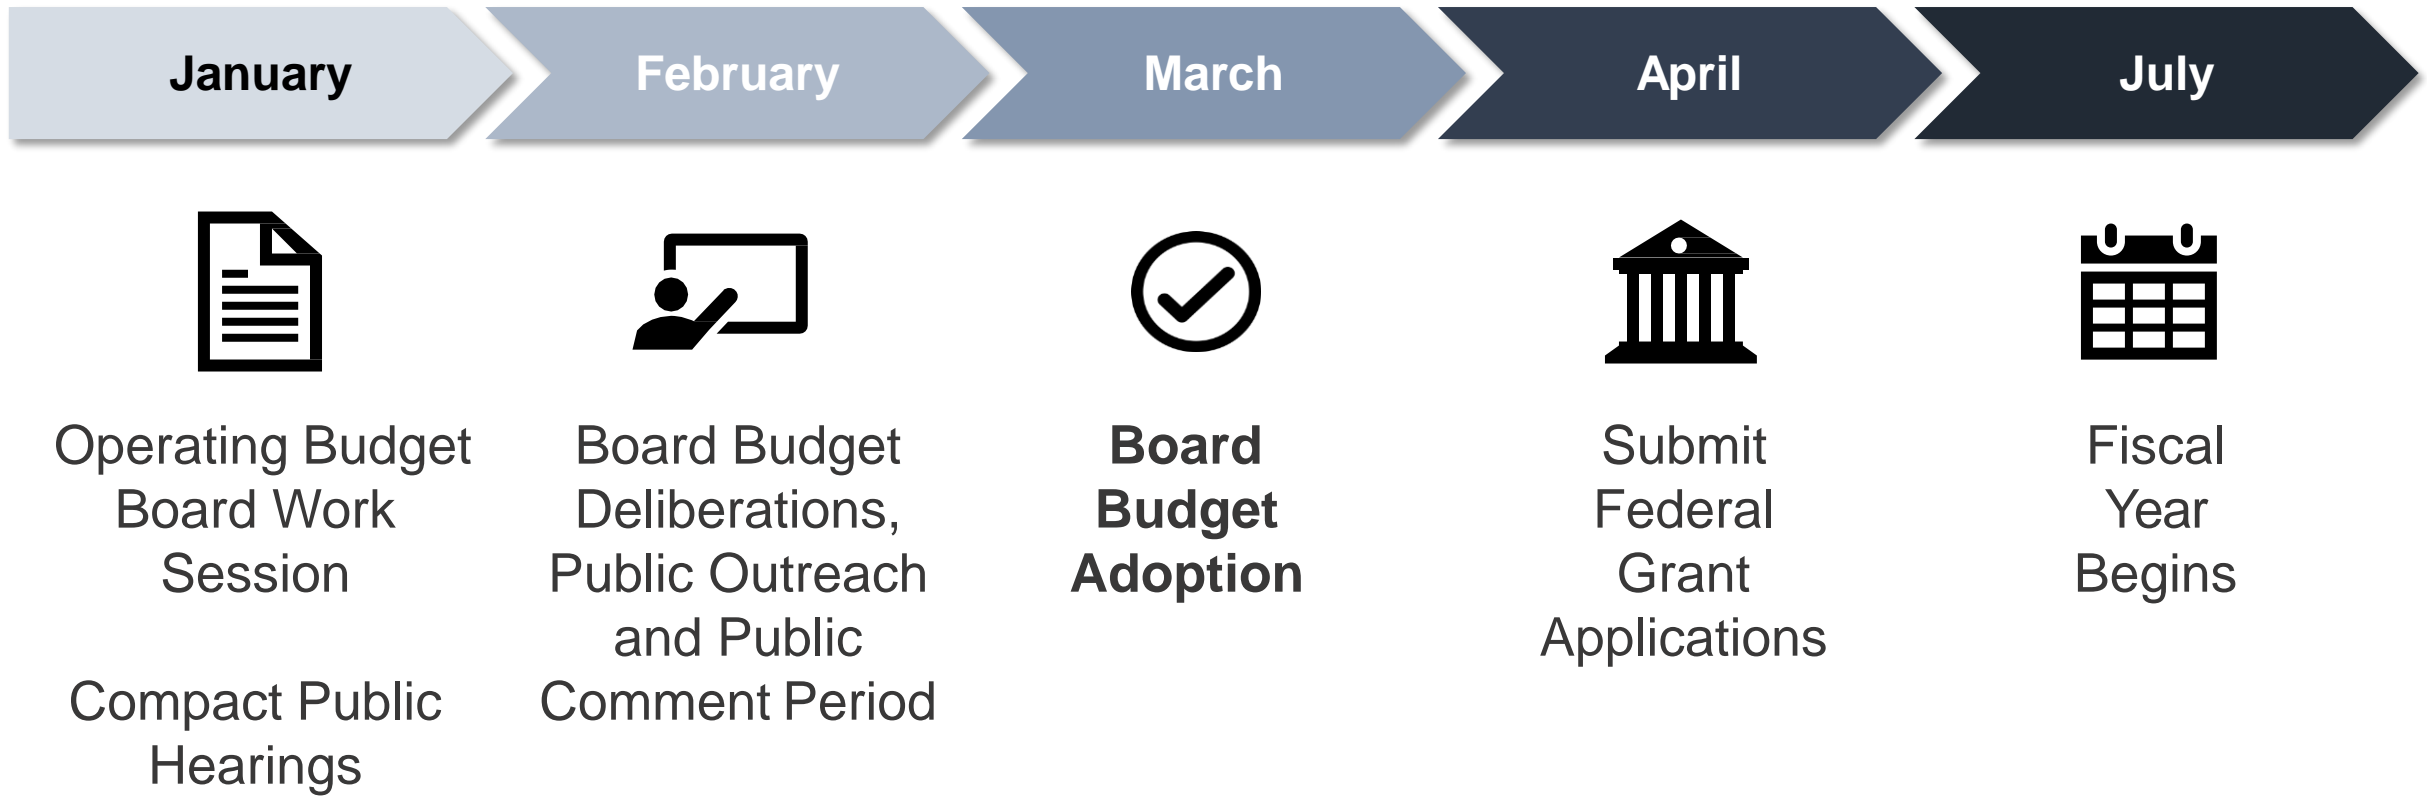 January
February
March
April
July
Operating Budget
Board Work
Session
Compact Public
Hearings
Board Budget
Deliberations,
Public Outreach
and Public
Comment Period
Board
Budget
Adoption
Submit
Federal
Grant
Applications
Fiscal
Year
Begins